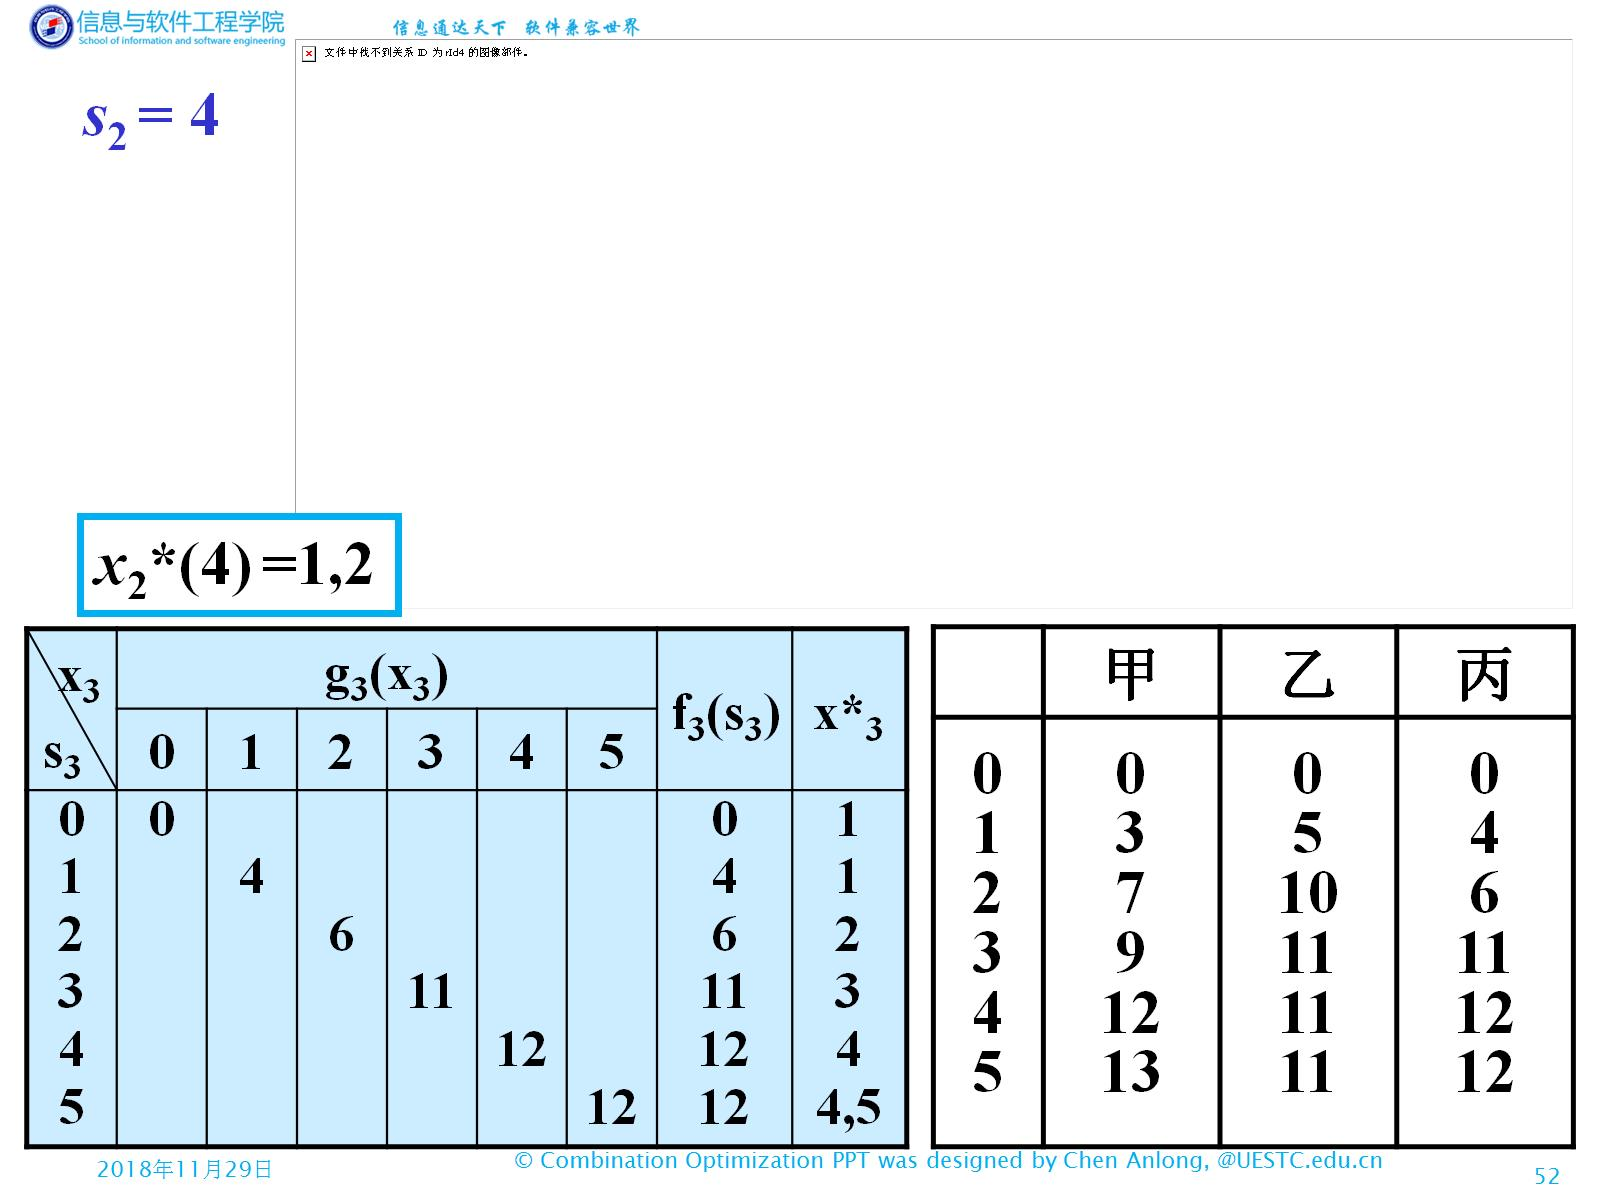 信息与软件工程学院
School of information and software engineering
信息通达天下 软件兼容世界
文件中找不到关系 ID 为 rId4 的图像部件。
s₂ = 4
x₂*(4) =1,2
x₃ g₃(x₃) f₃(s₃) x*₃
s₃ 0 1 2 3 4 5
0 0 0 1
1 4 4 1
2 6 6 2
3 11 11 3
4 12 12 4
5 12 12 4,5
甲 乙 丙
0 0 0 0
1 3 5 4
2 7 10 6
3 9 11 11
4 12 11 12
5 13 11 12
2018年11月29日
© Combination Optimization PPT was designed by Chen Anlong, @UESTC.edu.cn
52